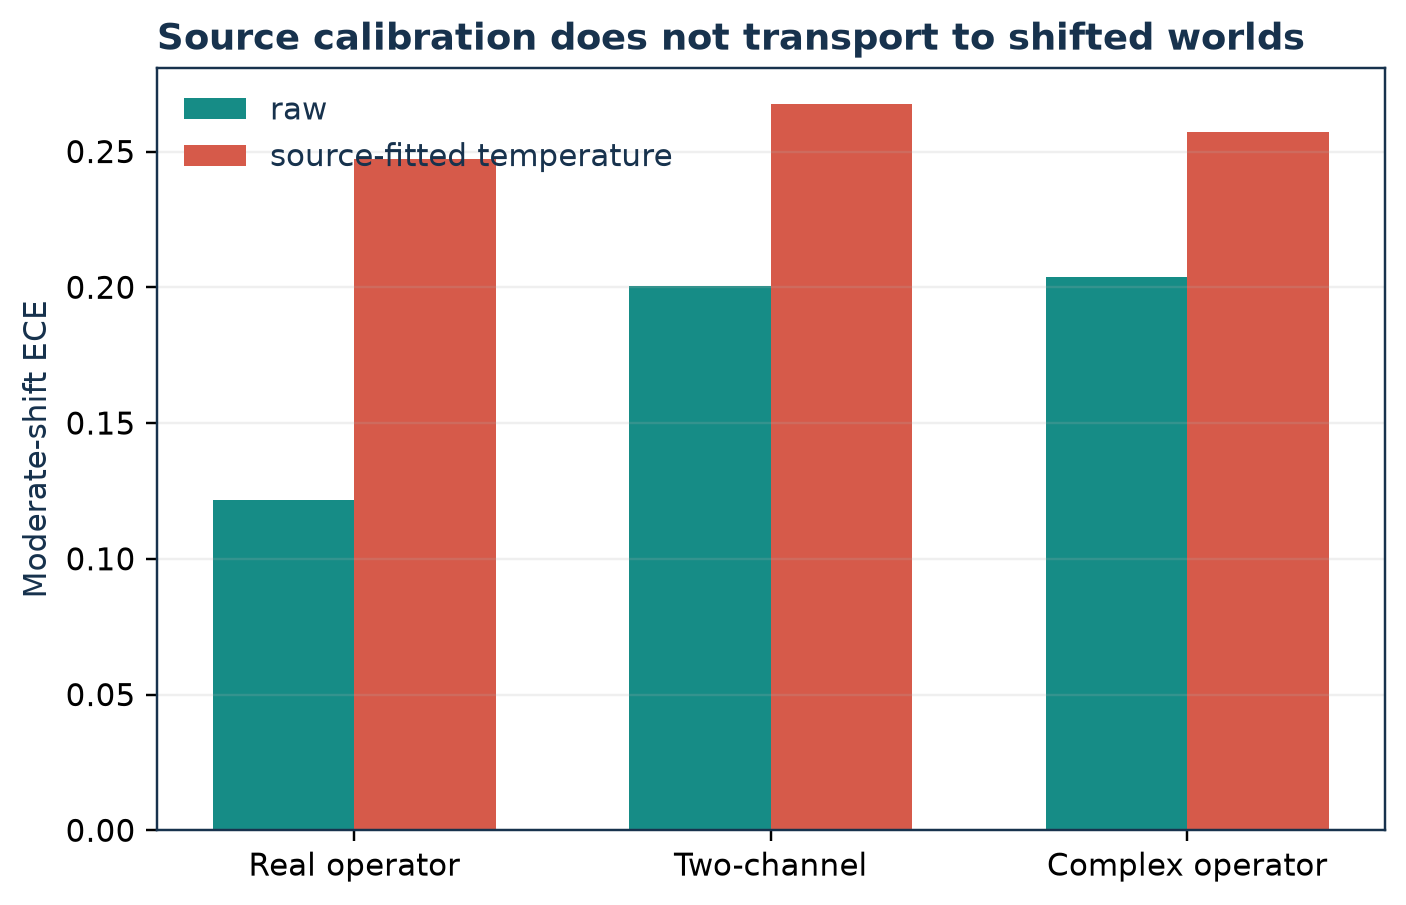 Source calibration does not transport to shifted worlds
raw
source-fitted temperature
Moderate-shift ECE
0.25
0.20
0.15
0.10
0.05
0.00
Real operator
Two-channel
Complex operator